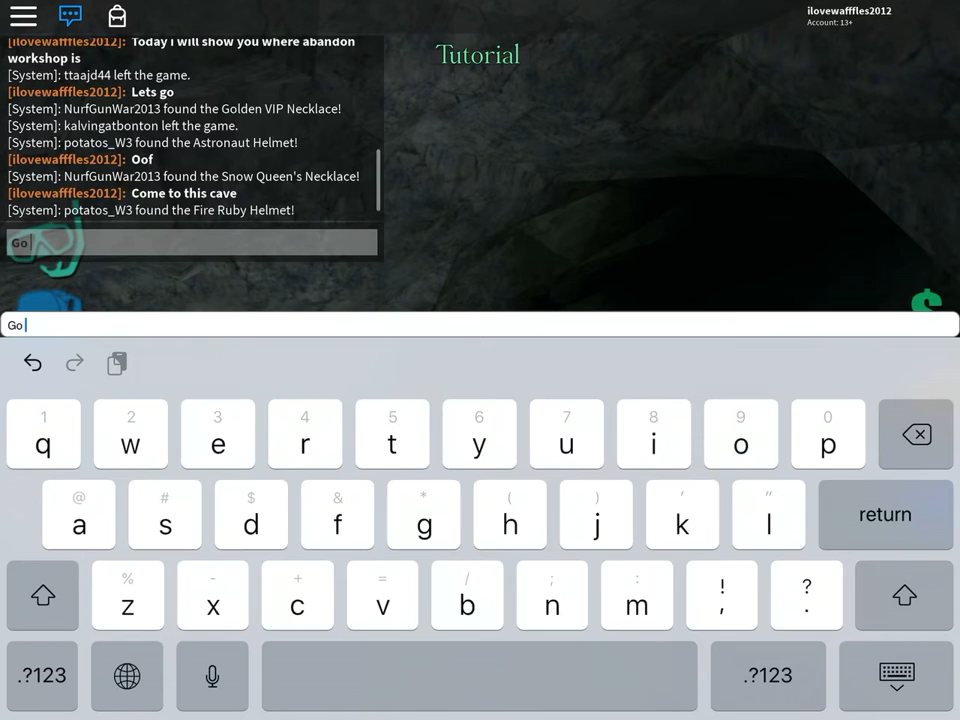 ilovewafffles2012
Account: 13+
Tutorial
[ilovewafffles2012]: Today i will show you where abandon
workshop is
[System]: ttaajd44 left the game.
[ilovewafffles2012]: Lets go
[System]: NurfGunWar2013 found the Golden VIP Necklace!
[System]: kalvingatbonton left the game.
[System]: potatos_W3 found the Astronaut Helmet!
[ilovewafffles2012]: Oof
[System]: NurfGunWar2013 found the Snow Queen's Necklace!
[ilovewafffles2012]: Come to this cave
[System]: potatos_W3 found the Fire Ruby Helmet!
Go
$
Go
1 2 3 4 5 6 7 8 9 0
q w e r t y u i o p
@ # $ & * ( ) ' "
a s d f g h j k l return
% - + = / ; : ! ?
z x c v b n m , .
.?123 .?123